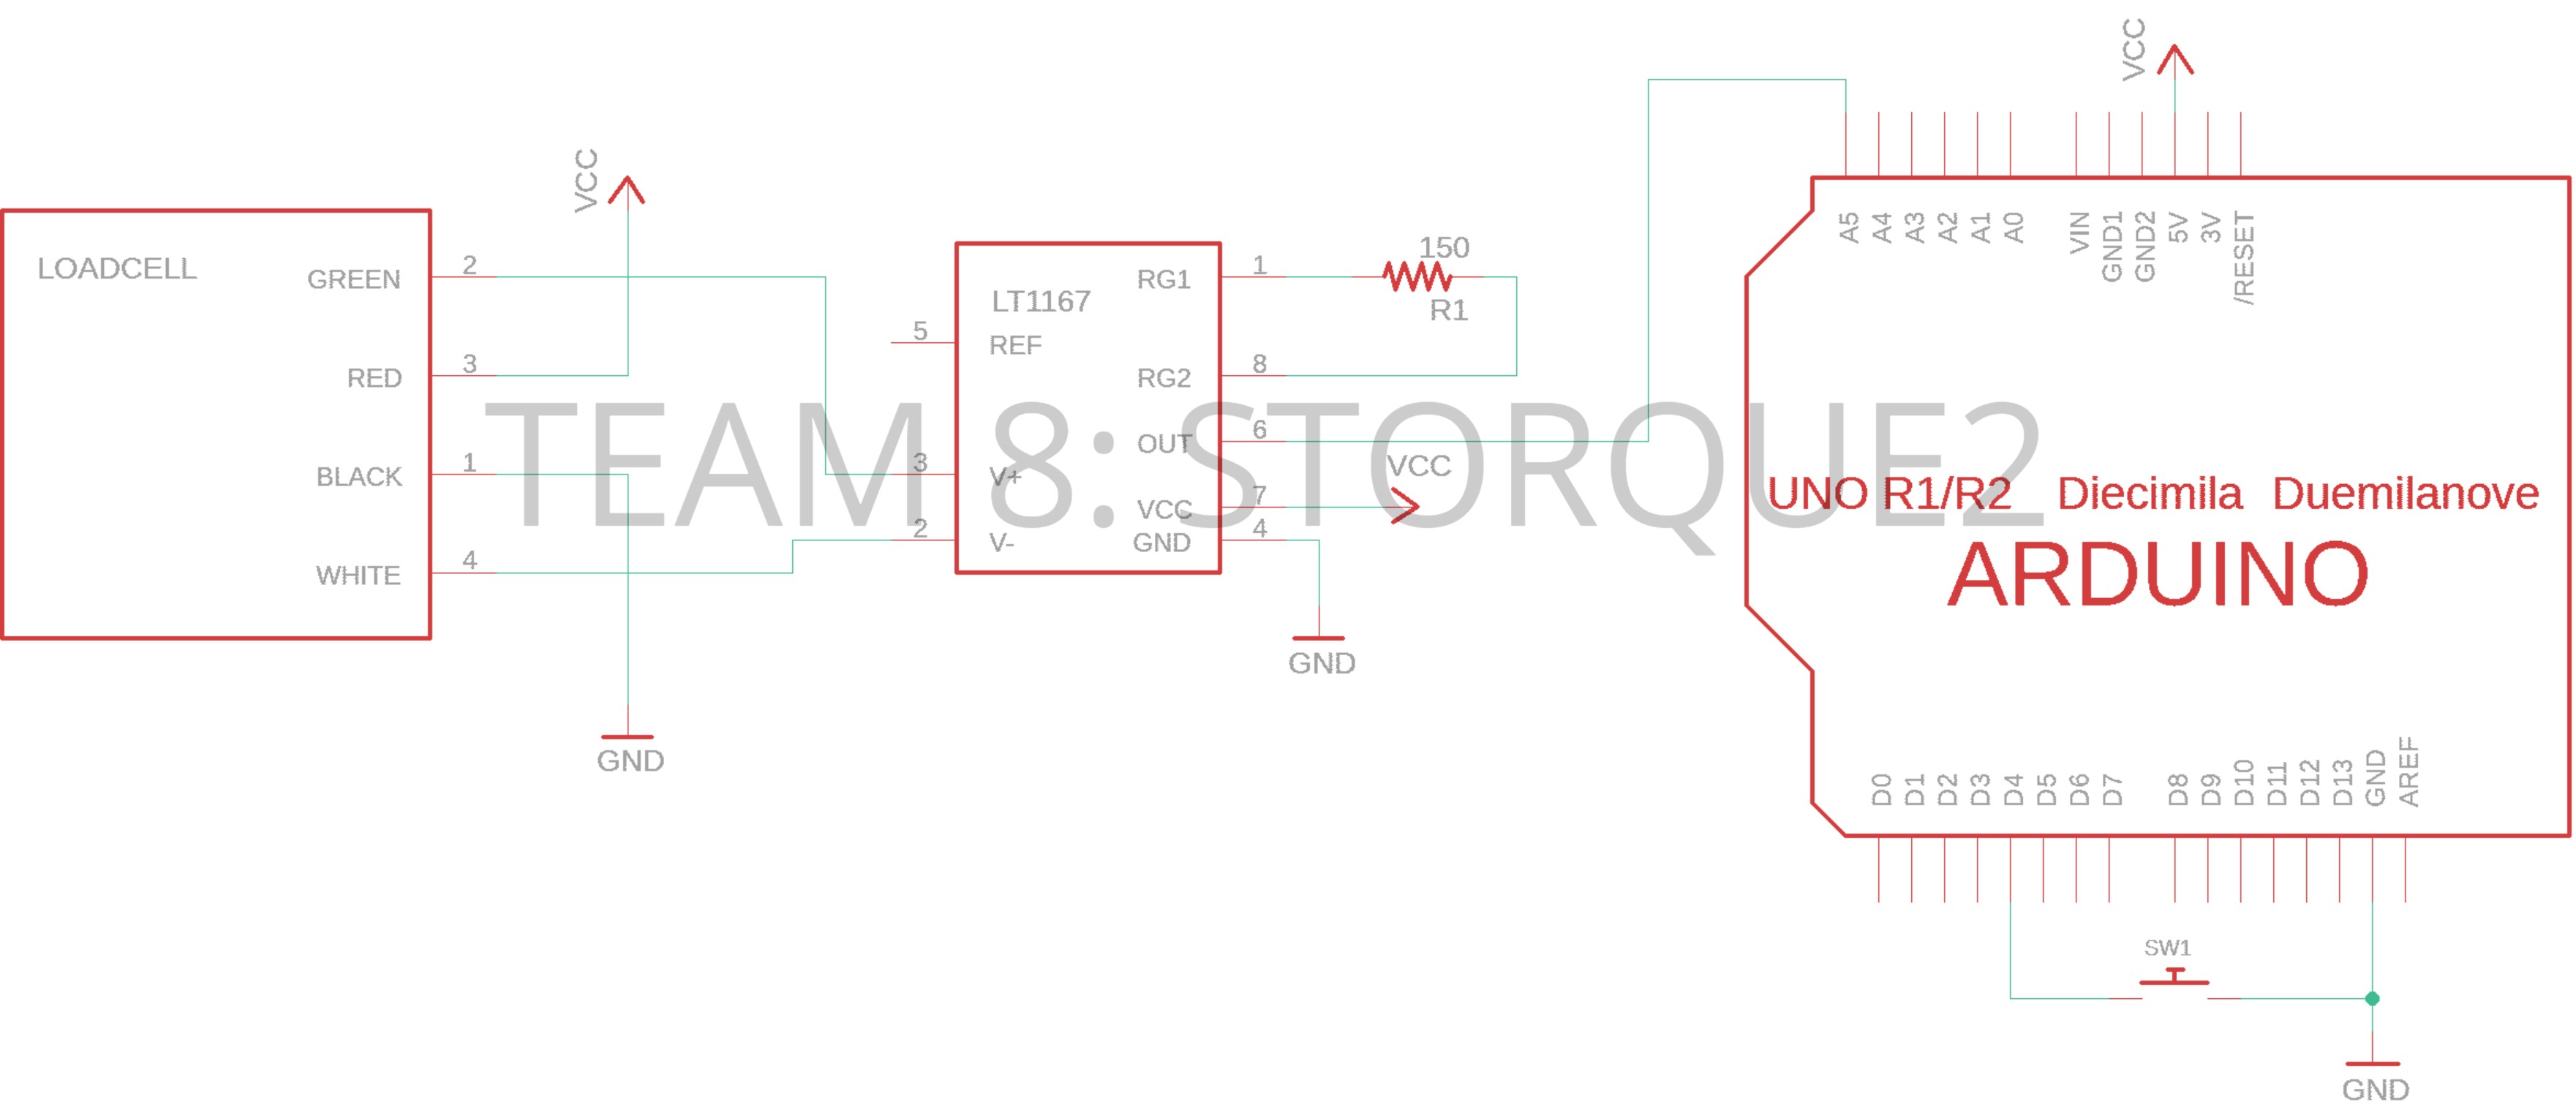 LOADCELL
GREEN 2
RED 3
BLACK 1
WHITE 4
VCC
GND
LT1167
5 REF
3 V+
2 V-
RG1 1
RG2 8
OUT 6
VCC 7
GND 4
150
R1
VCC
GND
TEAM 8: STORQUE2
VCC
A5 A4 A3 A2 A1 A0 VIN GND1 GND2 5V 3V /RESET
UNO R1/R2 Diecimila Duemilanove
ARDUINO
D0 D1 D2 D3 D4 D5 D6 D7 D8 D9 D10 D11 D12 D13 GND AREF
SW1
GND